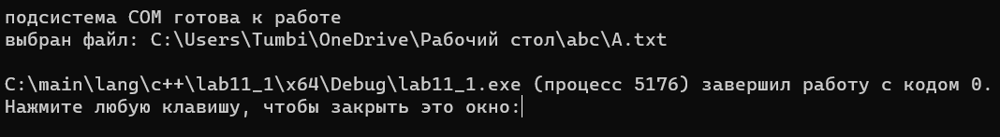 подсистема COM готова к работе
выбран файл: C:\Users\Tumbi\OneDrive\Рабочий стол\abc\A.txt
C:\main\lang\c++\lab11_1\x64\Debug\lab11_1.exe (процесс 5176) завершил работу с кодом 0.
Нажмите любую клавишу, чтобы закрыть это окно: